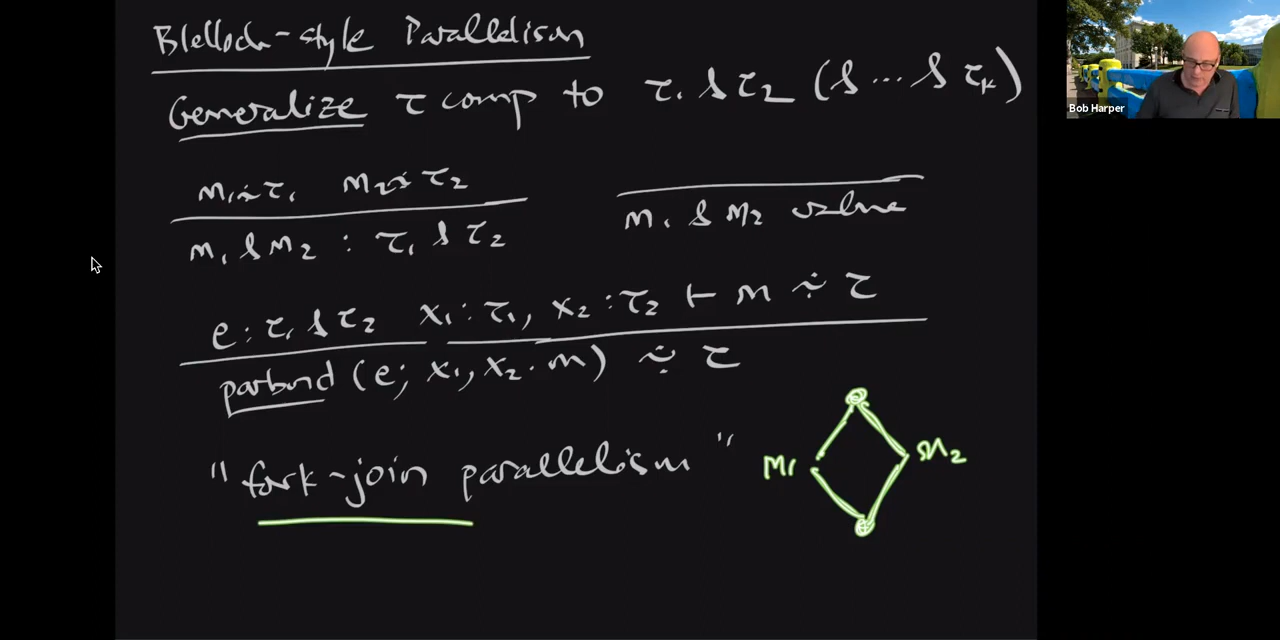 Blelloch-style Parallelism
Generalize τ comp to τ₁ & τ₂ (& ... & τₖ)
m₁ ∻ τ₁ m₂ ∻ τ₂
m₁ & m₂ : τ₁ & τ₂
m₁ & m₂ value
e : τ₁ & τ₂ x₁ : τ₁, x₂ : τ₂ ⊢ m ∻ τ
parbnd (e; x₁, x₂. m) ∻ τ
"fork-join parallelism"
M₁
M₂
Bob Harper